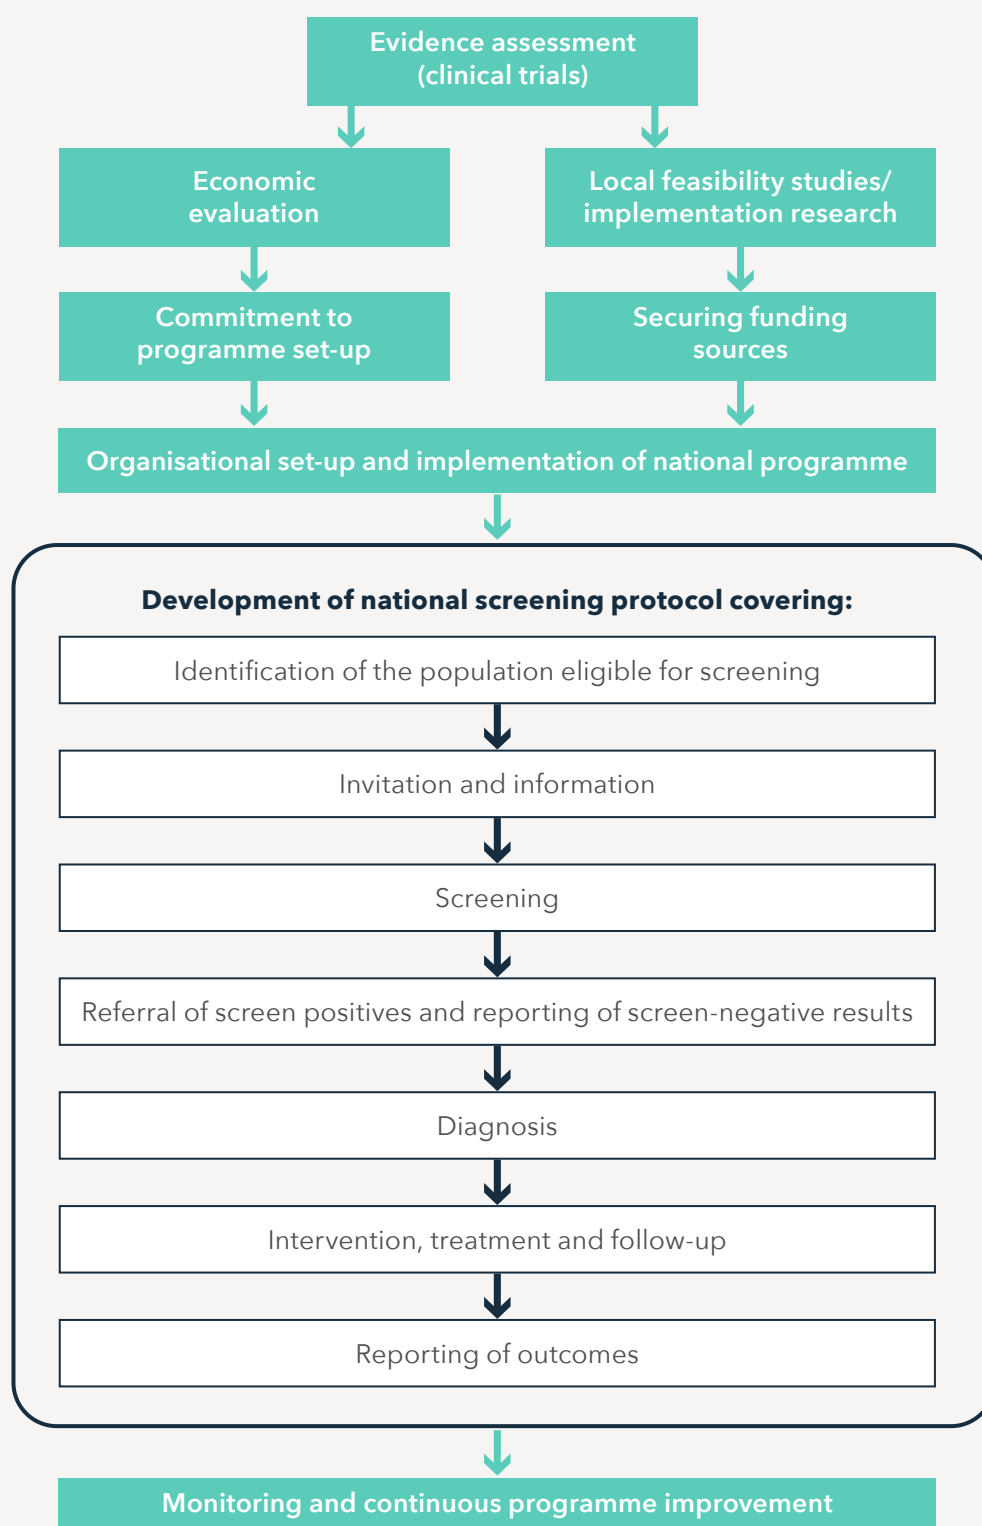 Evidence assessment
(clinical trials)
Economic
evaluation
Local feasibility studies/
implementation research
Commitment to
programme set-up
Securing funding
sources
Organisational set-up and implementation of national programme
Development of national screening protocol covering:
Identification of the population eligible for screening
Invitation and information
Screening
Referral of screen positives and reporting of screen-negative results
Diagnosis
Intervention, treatment and follow-up
Reporting of outcomes
Monitoring and continuous programme improvement